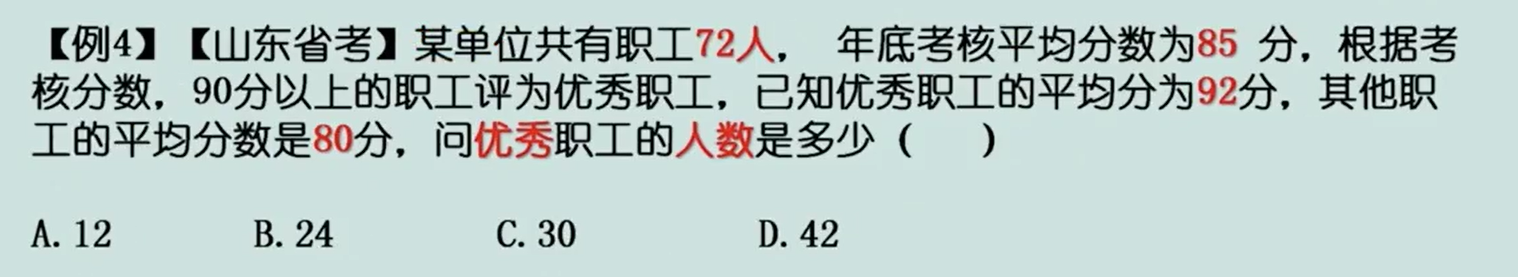 【例4】【山东省考】某单位共有职工72人， 年底考核平均分数为85 分，根据考
核分数，90分以上的职工评为优秀职工，已知优秀职工的平均分为92分，其他职
工的平均分数是80分，问优秀职工的人数是多少（  ）
A. 12 B. 24 C. 30 D. 42